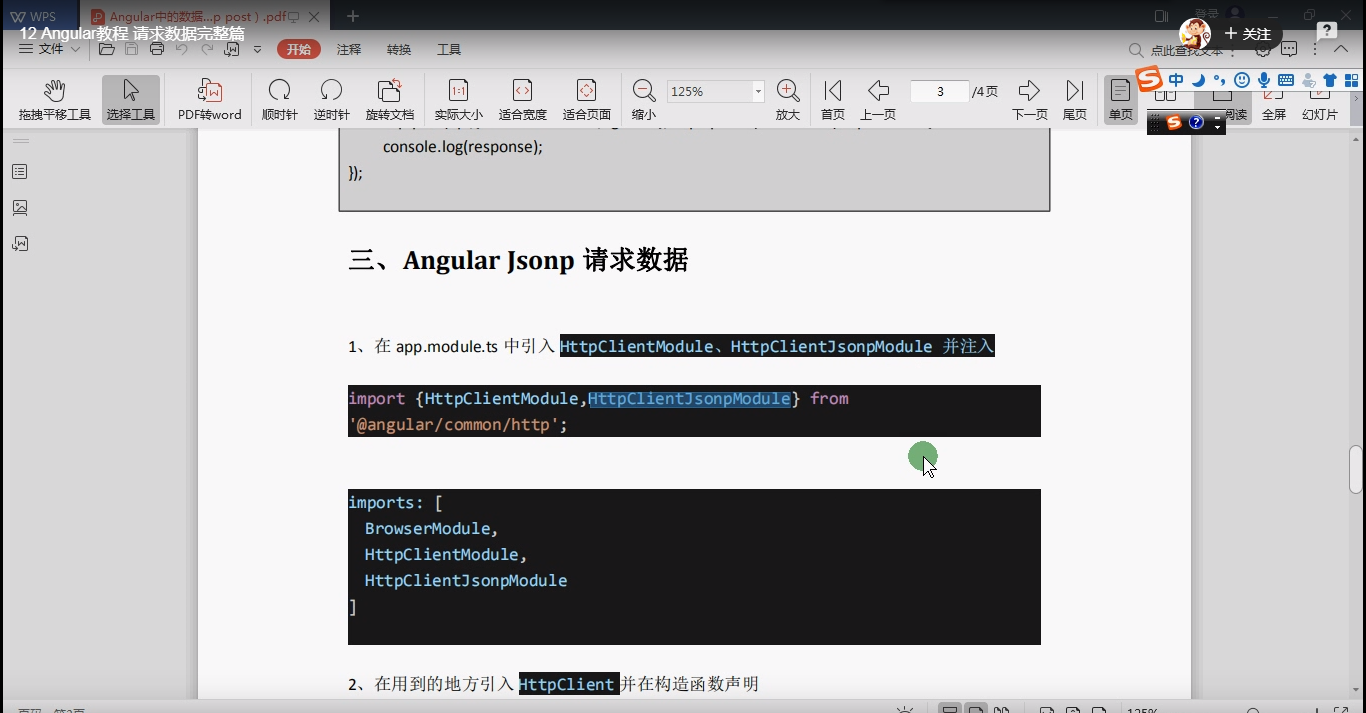 WPS Angular中的数据...p post）.pdf 登录
12 Angular教程 请求数据完整篇
+ 关注
文件 开始 注释 转换 工具 点此查找文本
中
拖拽平移工具 选择工具 PDF转word 顺时针 逆时针 旋转文档 实际大小 适合宽度 适合页面 缩小 125% 放大 首页 上一页 3 /4页 下一页 尾页 单页 阅读 全屏 幻灯片
console.log(response);
});
三、Angular Jsonp 请求数据
1、在 app.module.ts 中引入 HttpClientModule、HttpClientJsonpModule 并注入
import {HttpClientModule,HttpClientJsonpModule} from
'@angular/common/http';
imports: [
BrowserModule,
HttpClientModule,
HttpClientJsonpModule
]
2、在用到的地方引入 HttpClient 并在构造函数声明
125%